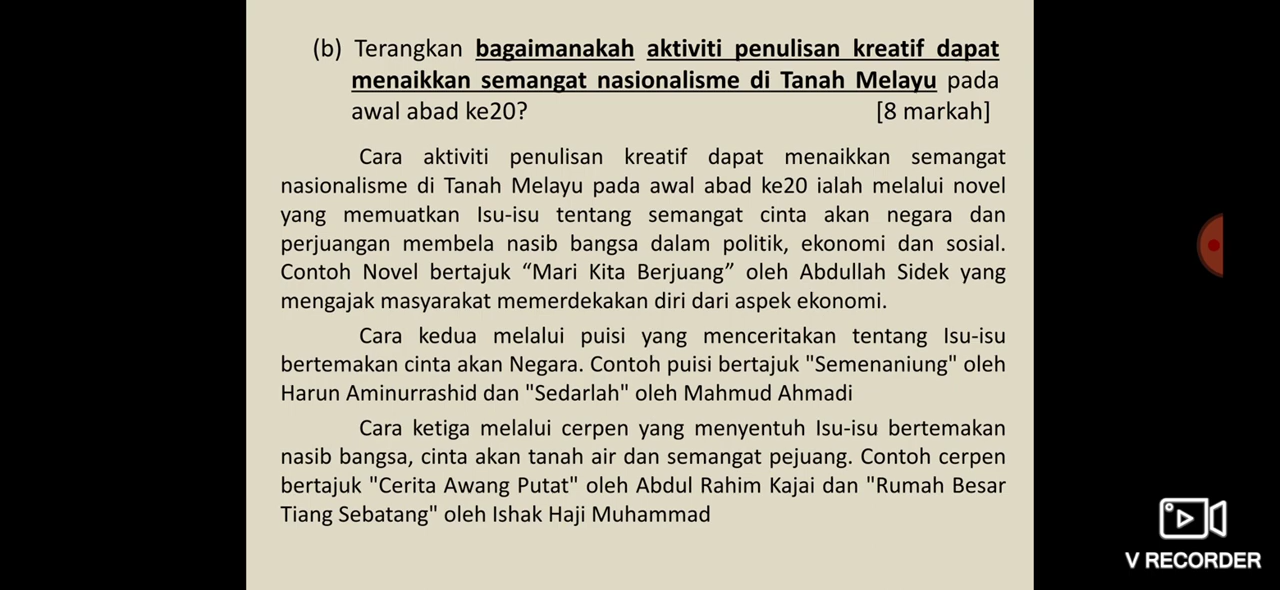 (b) Terangkan bagaimanakah aktiviti penulisan kreatif dapat
menaikkan semangat nasionalisme di Tanah Melayu pada
awal abad ke20? [8 markah]
Cara aktiviti penulisan kreatif dapat menaikkan semangat
nasionalisme di Tanah Melayu pada awal abad ke20 ialah melalui novel
yang memuatkan Isu-isu tentang semangat cinta akan negara dan
perjuangan membela nasib bangsa dalam politik, ekonomi dan sosial.
Contoh Novel bertajuk “Mari Kita Berjuang” oleh Abdullah Sidek yang
mengajak masyarakat memerdekakan diri dari aspek ekonomi.
Cara kedua melalui puisi yang menceritakan tentang Isu-isu
bertemakan cinta akan Negara. Contoh puisi bertajuk "Semenaniung" oleh
Harun Aminurrashid dan "Sedarlah" oleh Mahmud Ahmadi
Cara ketiga melalui cerpen yang menyentuh Isu-isu bertemakan
nasib bangsa, cinta akan tanah air dan semangat pejuang. Contoh cerpen
bertajuk "Cerita Awang Putat" oleh Abdul Rahim Kajai dan "Rumah Besar
Tiang Sebatang" oleh Ishak Haji Muhammad
V RECORDER